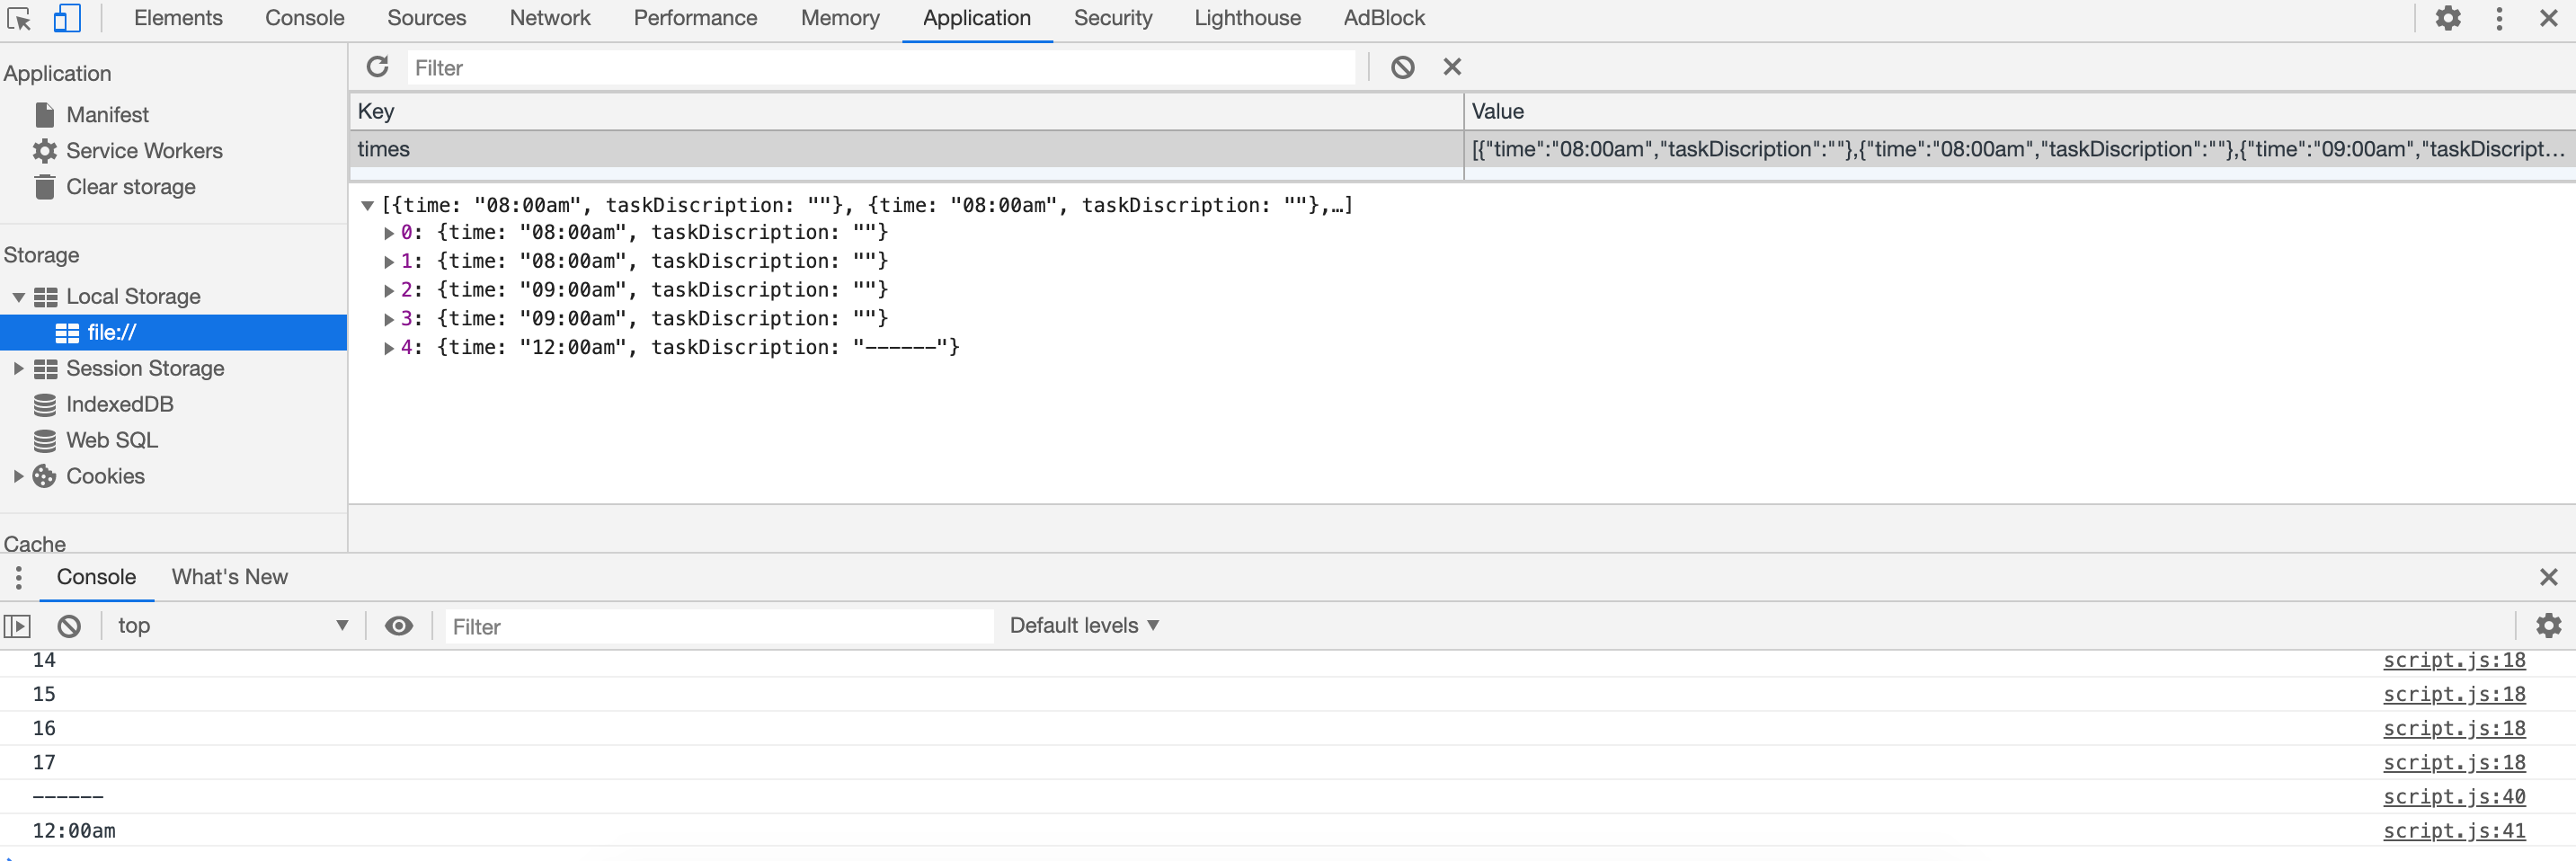 Elements Console Sources Network Performance Memory Application Security Lighthouse AdBlock
Application
Manifest
Service Workers
Clear storage
Storage
Local Storage
file://
Session Storage
IndexedDB
Web SQL
Cookies
Cache
Filter
Key Value
times [{"time":"08:00am","taskDiscription":""},{"time":"08:00am","taskDiscription":""},{"time":"09:00am","taskDiscript…
[{time: "08:00am", taskDiscription: ""}, {time: "08:00am", taskDiscription: ""},…]
0: {time: "08:00am", taskDiscription: ""}
1: {time: "08:00am", taskDiscription: ""}
2: {time: "09:00am", taskDiscription: ""}
3: {time: "09:00am", taskDiscription: ""}
4: {time: "12:00am", taskDiscription: "------"}
Console What's New
top Filter Default levels
14 script.js:18
15 script.js:18
16 script.js:18
17 script.js:18
------ script.js:40
12:00am script.js:41